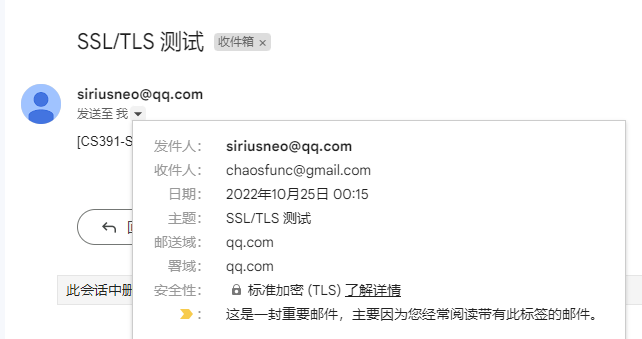 SSL/TLS 测试 收件箱 ×
siriusneo@qq.com
发送至 我
[CS391-S
发件人: siriusneo@qq.com
收件人: chaosfunc@gmail.com
日期: 2022年10月25日 00:15
主题: SSL/TLS 测试
邮送域: qq.com
署域: qq.com
安全性: 标准加密 (TLS) 了解详情
: 这是一封重要邮件，主要因为您经常阅读带有此标签的邮件。
此会话中删